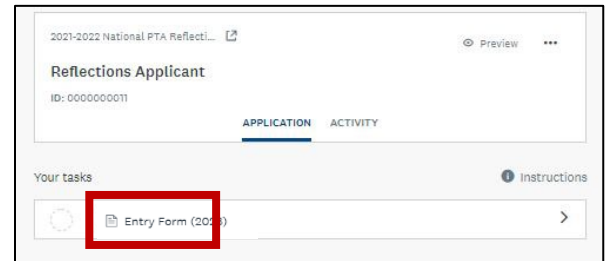 2021-2022 National PTA Reflecti...
Preview
Reflections Applicant
ID: 0000000011
APPLICATION ACTIVITY
Your tasks
Instructions
Entry Form